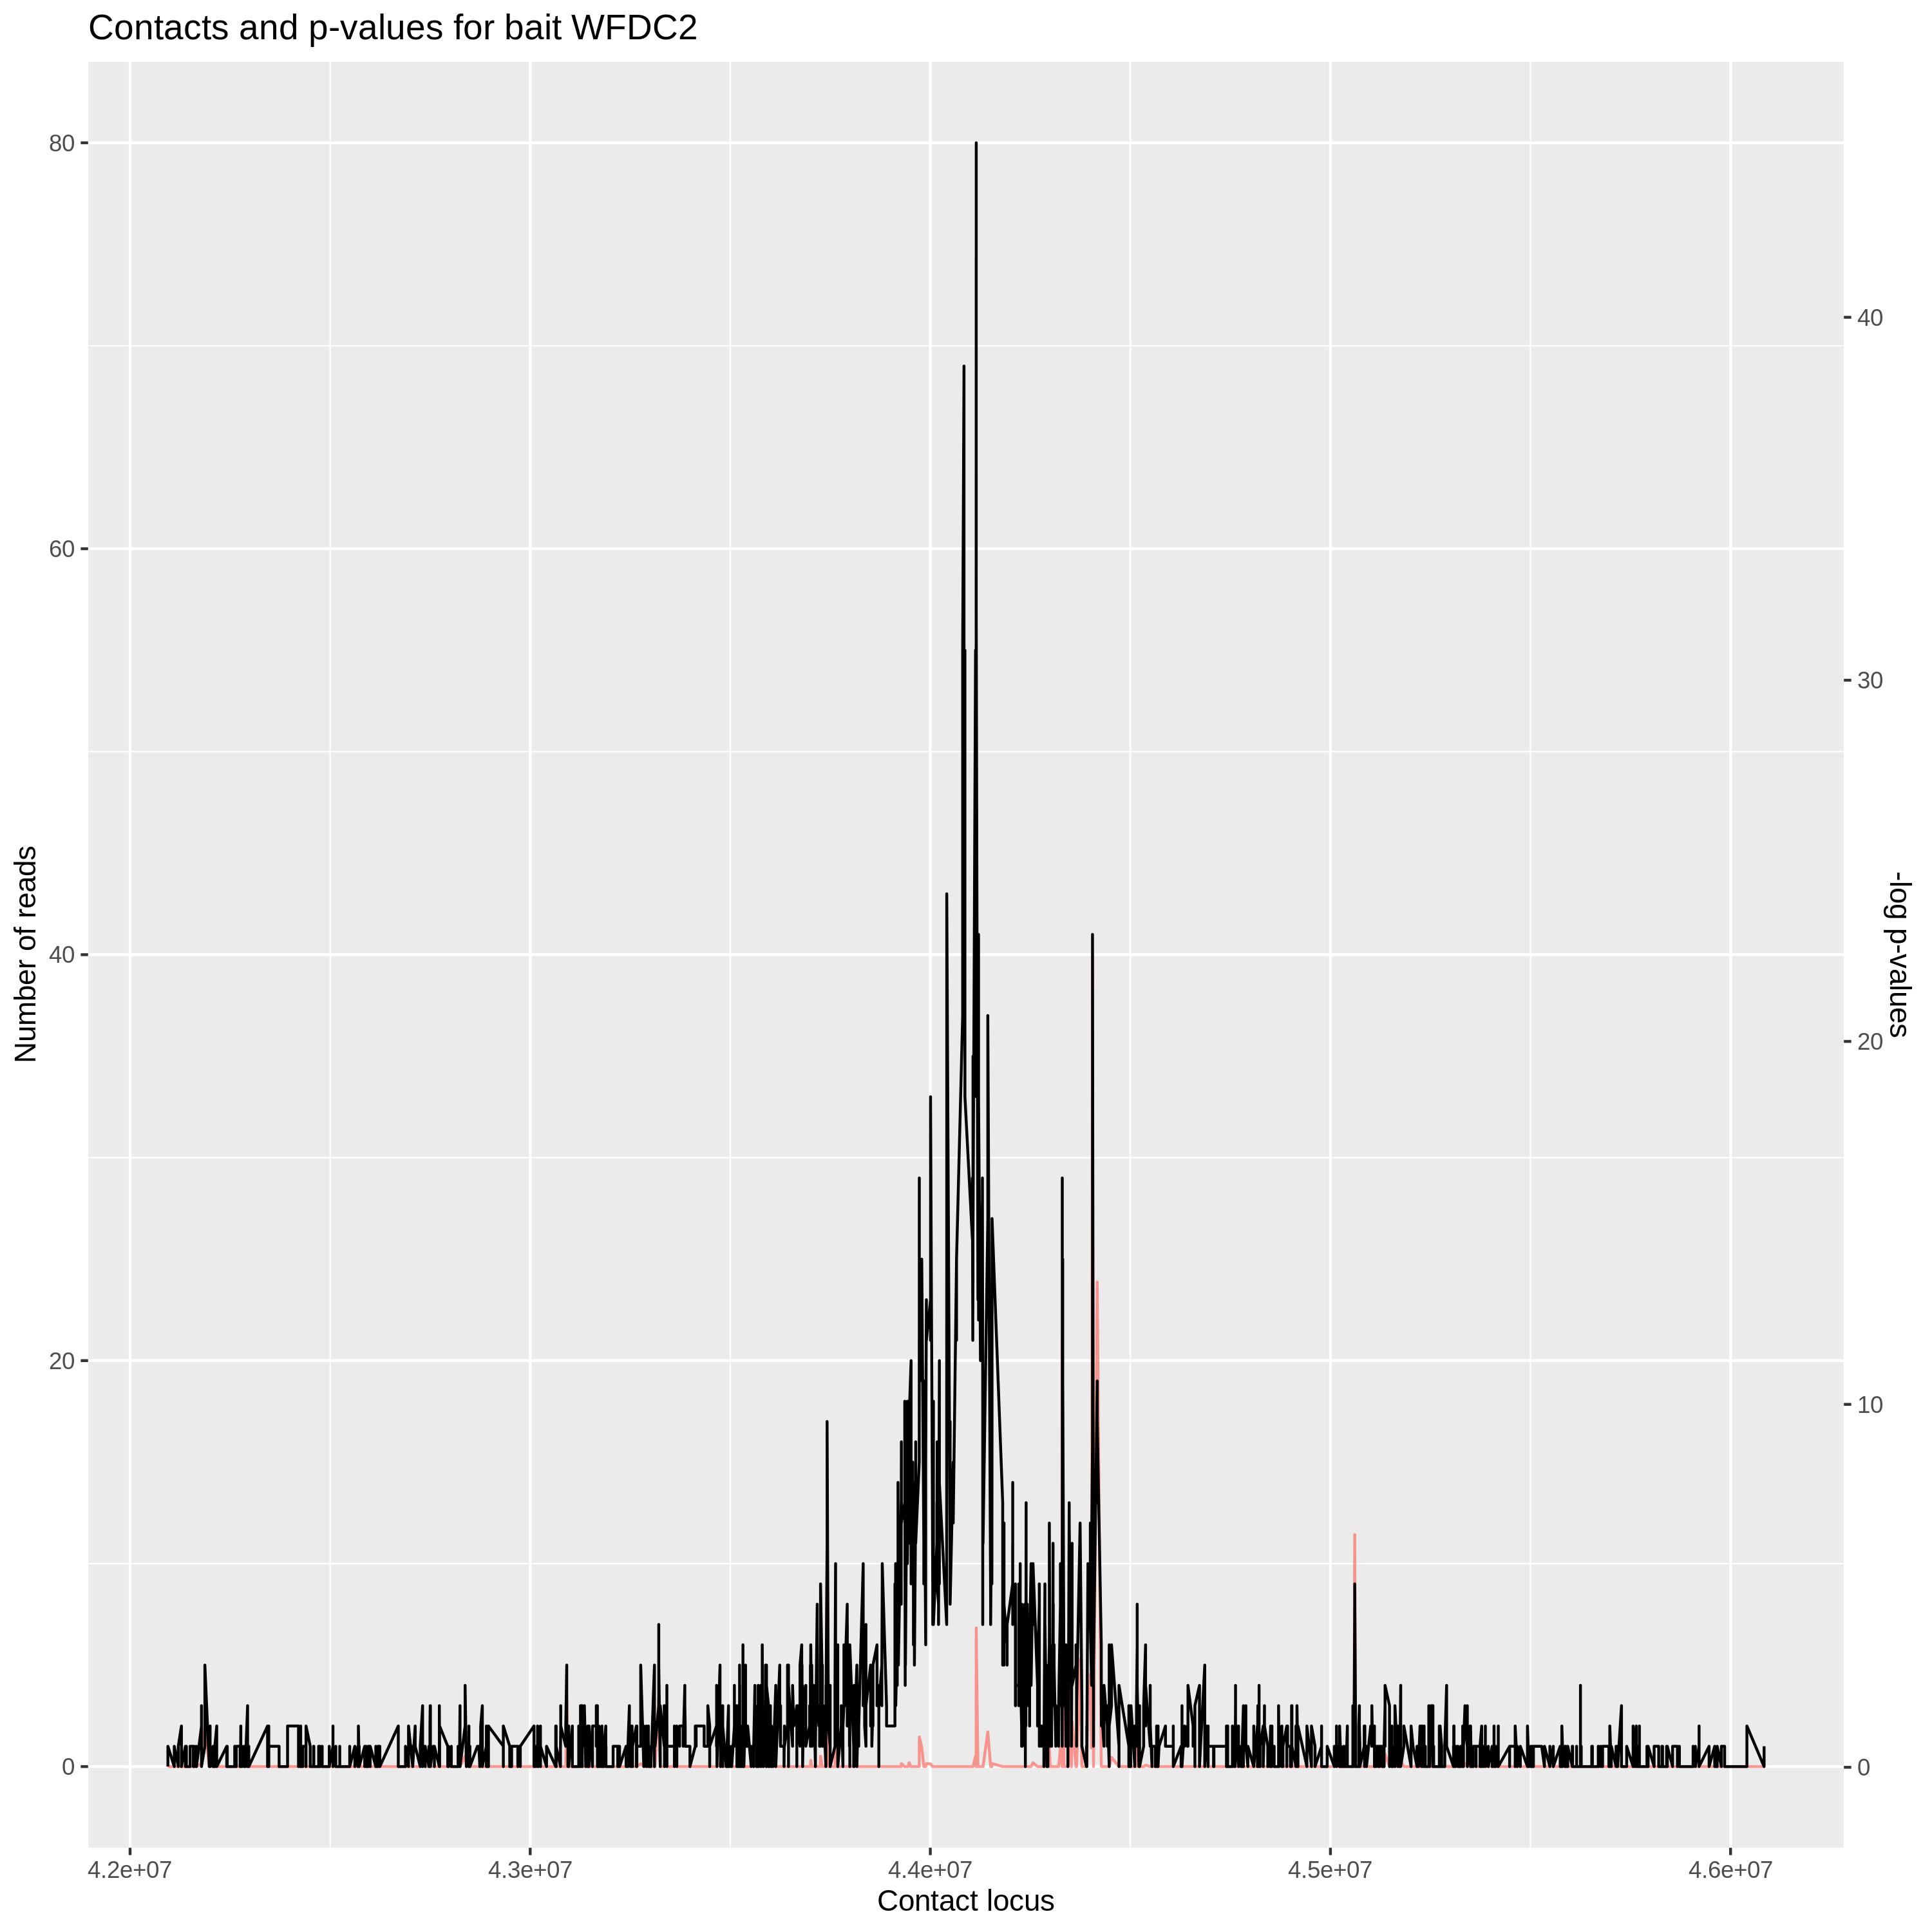 Contacts and p-values for bait WFDC2
80
60
40
20
0
Number of reads
40
30
20
10
0
-log p-values
4.2e+07
4.3e+07
4.4e+07
4.5e+07
4.6e+07
Contact locus